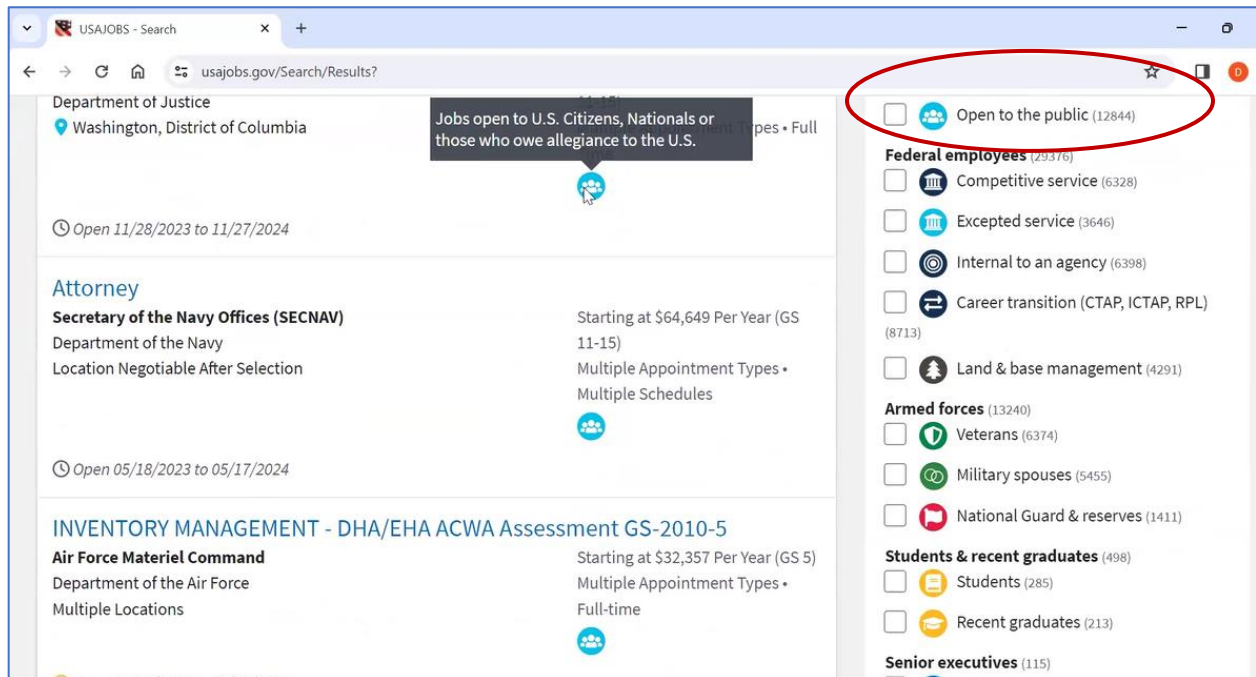 USAJOBS - Search
usajobs.gov/Search/Results?
D
Department of Justice
Washington, District of Columbia
Jobs open to U.S. Citizens, Nationals or
those who owe allegiance to the U.S.
11-15)
Types • Full
Open 11/28/2023 to 11/27/2024
Attorney
Secretary of the Navy Offices (SECNAV)
Department of the Navy
Location Negotiable After Selection
Starting at $64,649 Per Year (GS
11-15)
Multiple Appointment Types •
Multiple Schedules
Open 05/18/2023 to 05/17/2024
INVENTORY MANAGEMENT - DHA/EHA ACWA Assessment GS-2010-5
Air Force Materiel Command
Department of the Air Force
Multiple Locations
Starting at $32,357 Per Year (GS 5)
Multiple Appointment Types •
Full-time
Open to the public (12844)
Federal employees (29376)
Competitive service (6328)
Excepted service (3646)
Internal to an agency (6398)
Career transition (CTAP, ICTAP, RPL)
(8713)
Land & base management (4291)
Armed forces (13240)
Veterans (6374)
Military spouses (5455)
National Guard & reserves (1411)
Students & recent graduates (498)
Students (285)
Recent graduates (213)
Senior executives (115)